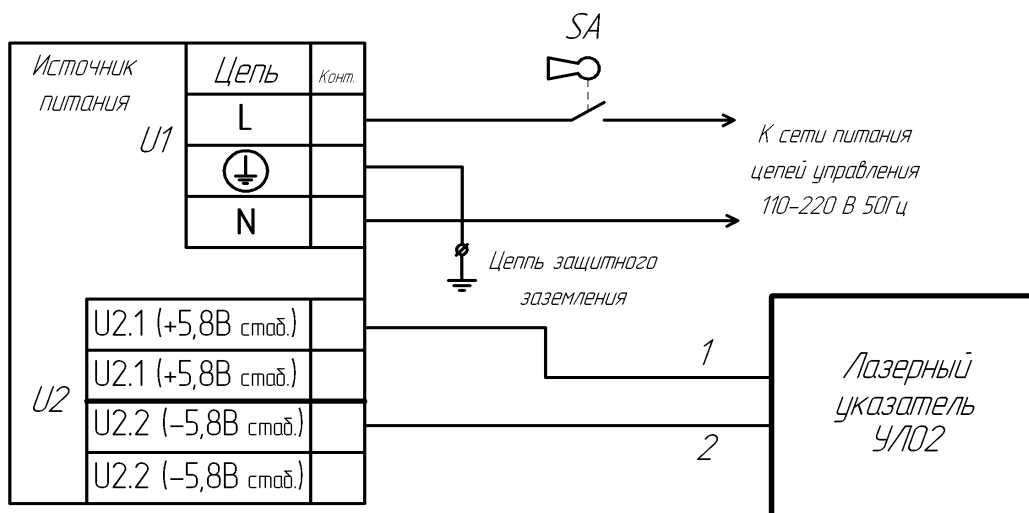 SA
Источник
питания
Цепь
Конт.
U1
L
N
К сети питания
цепей управления
110-220 В 50Гц
Цеппь защитного
заземления
U2
U2.1 (+5,8В стаб.)
U2.1 (+5,8В стаб.)
U2.2 (-5,8В стаб.)
U2.2 (-5,8В стаб.)
1
2
Лазерный
указатель
УЛ02